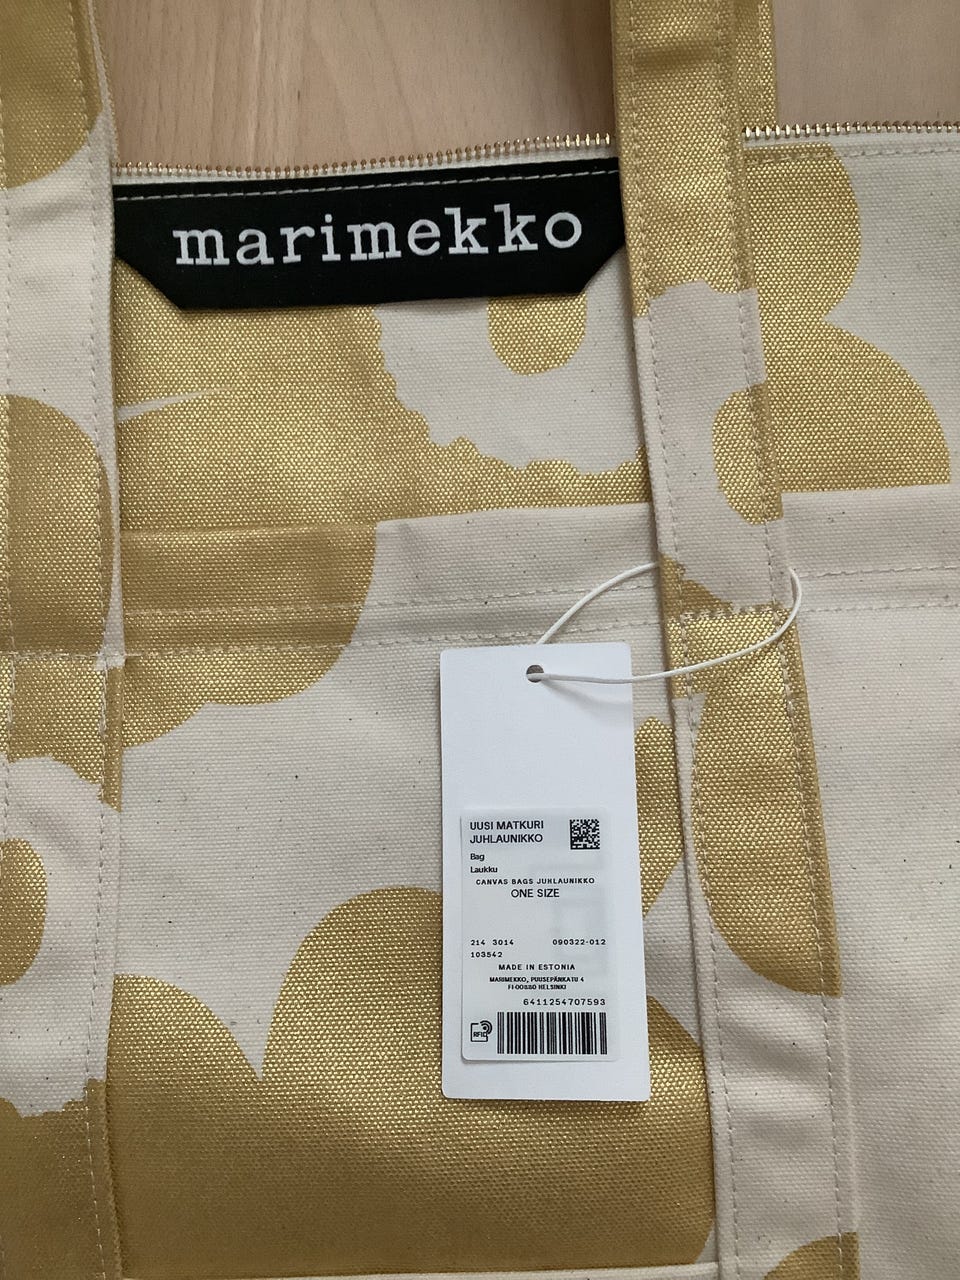 marimekko
UUSI MATKURI
JUHLAUNIKKO
Bag
Laukku
CANVAS BAGS JUHLAUNIKKO
ONE SIZE
214 3014 090322-012
103542
MADE IN ESTONIA
MARIMEKKO, PUUSEPÄNKATU 4
FI-00880 HELSINKI
6411254707593
RFID